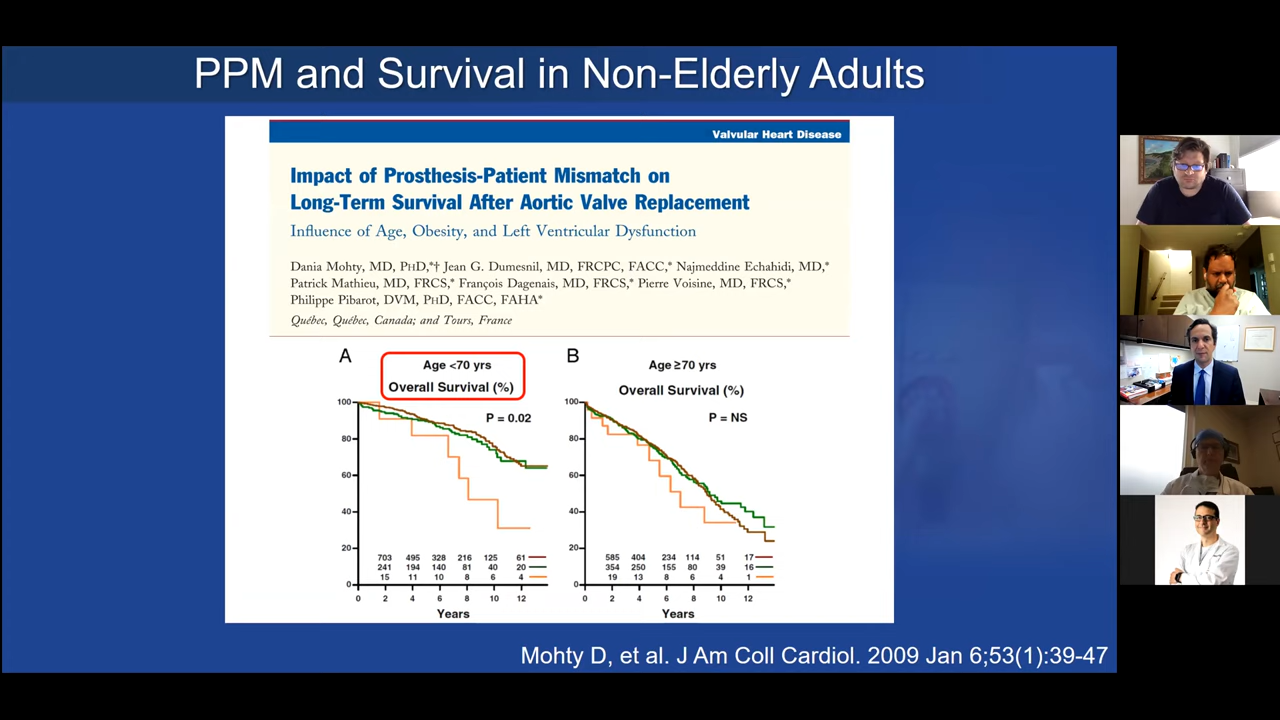 PPM and Survival in Non-Elderly Adults
Valvular Heart Disease
Impact of Prosthesis-Patient Mismatch on
Long-Term Survival After Aortic Valve Replacement
Influence of Age, Obesity, and Left Ventricular Dysfunction
Dania Mohty, MD, PHD,*† Jean G. Dumesnil, MD, FRCPC, FACC,* Najmeddine Echahidi, MD,*
Patrick Mathieu, MD, FRCS,* François Dagenais, MD, FRCS,* Pierre Voisine, MD, FRCS,*
Philippe Pibarot, DVM, PHD, FACC, FAHA*
Québec, Québec, Canada; and Tours, France
A
Age <70 yrs
Overall Survival (%)
P = 0.02
100
80
60
40
20
0
703 495 328 216 125 61
241 194 140 81 40 20
15 11 10 8 6 4
0 2 4 6 8 10 12
Years
B
Age ≥70 yrs
Overall Survival (%)
P = NS
100
80
60
40
20
0
585 404 234 114 51 17
354 250 155 80 39 16
19 13 8 6 4 1
0 2 4 6 8 10 12
Years
Mohty D, et al. J Am Coll Cardiol. 2009 Jan 6;53(1):39-47